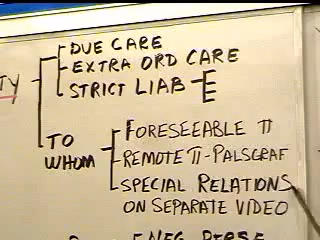 DUE CARE
EXTRA ORD CARE
TY
STRICT LIAB
TO WHOM
FORESEEABLE π
REMOTE π-PALSGRAF
SPECIAL RELATIONS
ON SEPARATE VIDEO